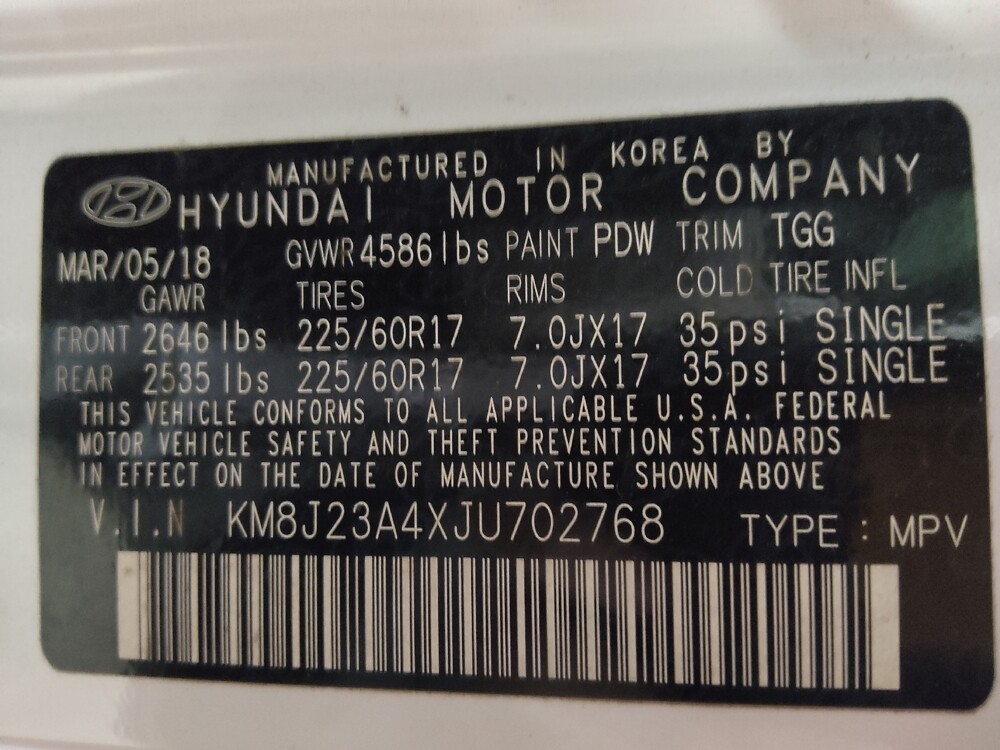 MANUFACTURED IN KOREA BY
HYUNDAI MOTOR COMPANY
MAR/05/18 GVWR 4586 lbs PAINT PDW TRIM TGG
GAWR TIRES RIMS COLD TIRE INFL
FRONT 2646 lbs 225/60R17 7.0JX17 35psi SINGLE
REAR 2535 lbs 225/60R17 7.0JX17 35psi SINGLE
THIS VEHICLE CONFORMS TO ALL APPLICABLE U.S.A. FEDERAL
MOTOR VEHICLE SAFETY AND THEFT PREVENTION STANDARDS
IN EFFECT ON THE DATE OF MANUFACTURE SHOWN ABOVE
V.I.N KM8J23A4XJU702768 TYPE : MPV